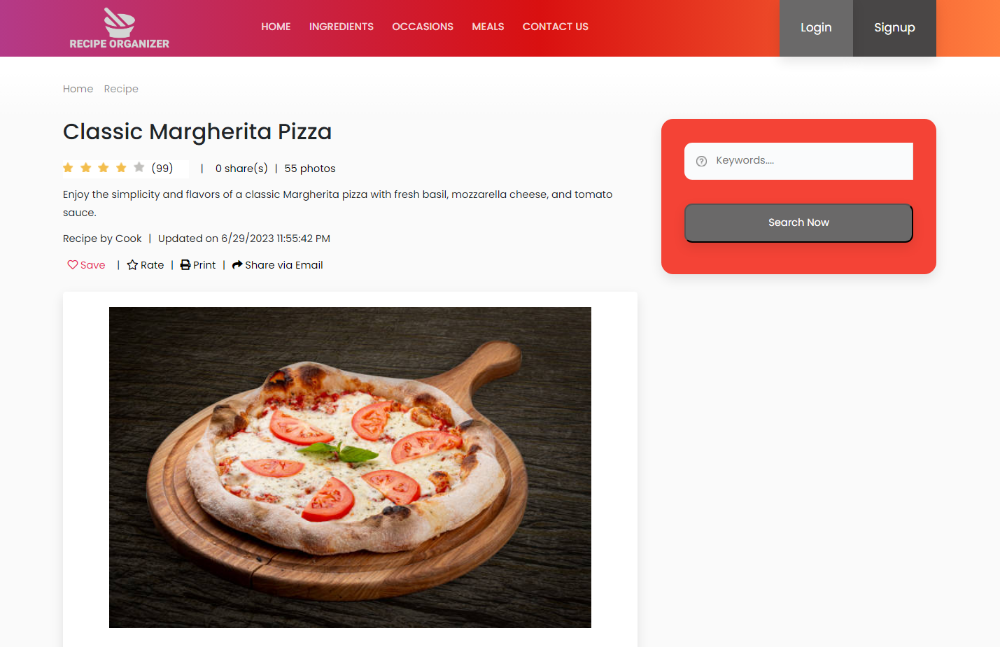 RECIPE ORGANIZER
HOME INGREDIENTS OCCASIONS MEALS CONTACT US
Login Signup
Home Recipe
Classic Margherita Pizza
(99) | 0 share(s) | 55 photos
Enjoy the simplicity and flavors of a classic Margherita pizza with fresh basil, mozzarella cheese, and tomato
sauce.
Recipe by Cook | Updated on 6/29/2023 11:55:42 PM
Save | Rate | Print | Share via Email
Keywords....
Search Now